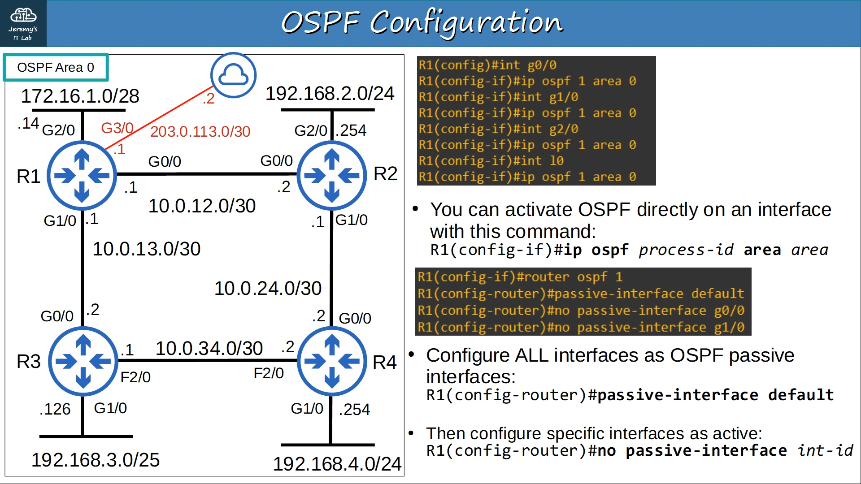 Jeremy's
IT Lab
OSPF Configuration
OSPF Area 0
172.16.1.0/28
192.168.2.0/24
.2
.14
G2/0
G3/0
203.0.113.0/30
G2/0
.254
.1
G0/0
G0/0
R1
R2
.1
.2
10.0.12.0/30
G1/0
.1
.1
G1/0
10.0.13.0/30
10.0.24.0/30
G0/0
.2
.2
G0/0
R3
.1
10.0.34.0/30
.2
R4
F2/0
F2/0
.126
G1/0
G1/0
.254
192.168.3.0/25
192.168.4.0/24
R1(config)#int g0/0
R1(config-if)#ip ospf 1 area 0
R1(config-if)#int g1/0
R1(config-if)#ip ospf 1 area 0
R1(config-if)#int g2/0
R1(config-if)#ip ospf 1 area 0
R1(config-if)#int l0
R1(config-if)#ip ospf 1 area 0
• You can activate OSPF directly on an interface
with this command:
R1(config-if)#ip ospf process-id area area
R1(config-if)#router ospf 1
R1(config-router)#passive-interface default
R1(config-router)#no passive-interface g0/0
R1(config-router)#no passive-interface g1/0
• Configure ALL interfaces as OSPF passive
interfaces:
R1(config-router)#passive-interface default
• Then configure specific interfaces as active:
R1(config-router)#no passive-interface int-id